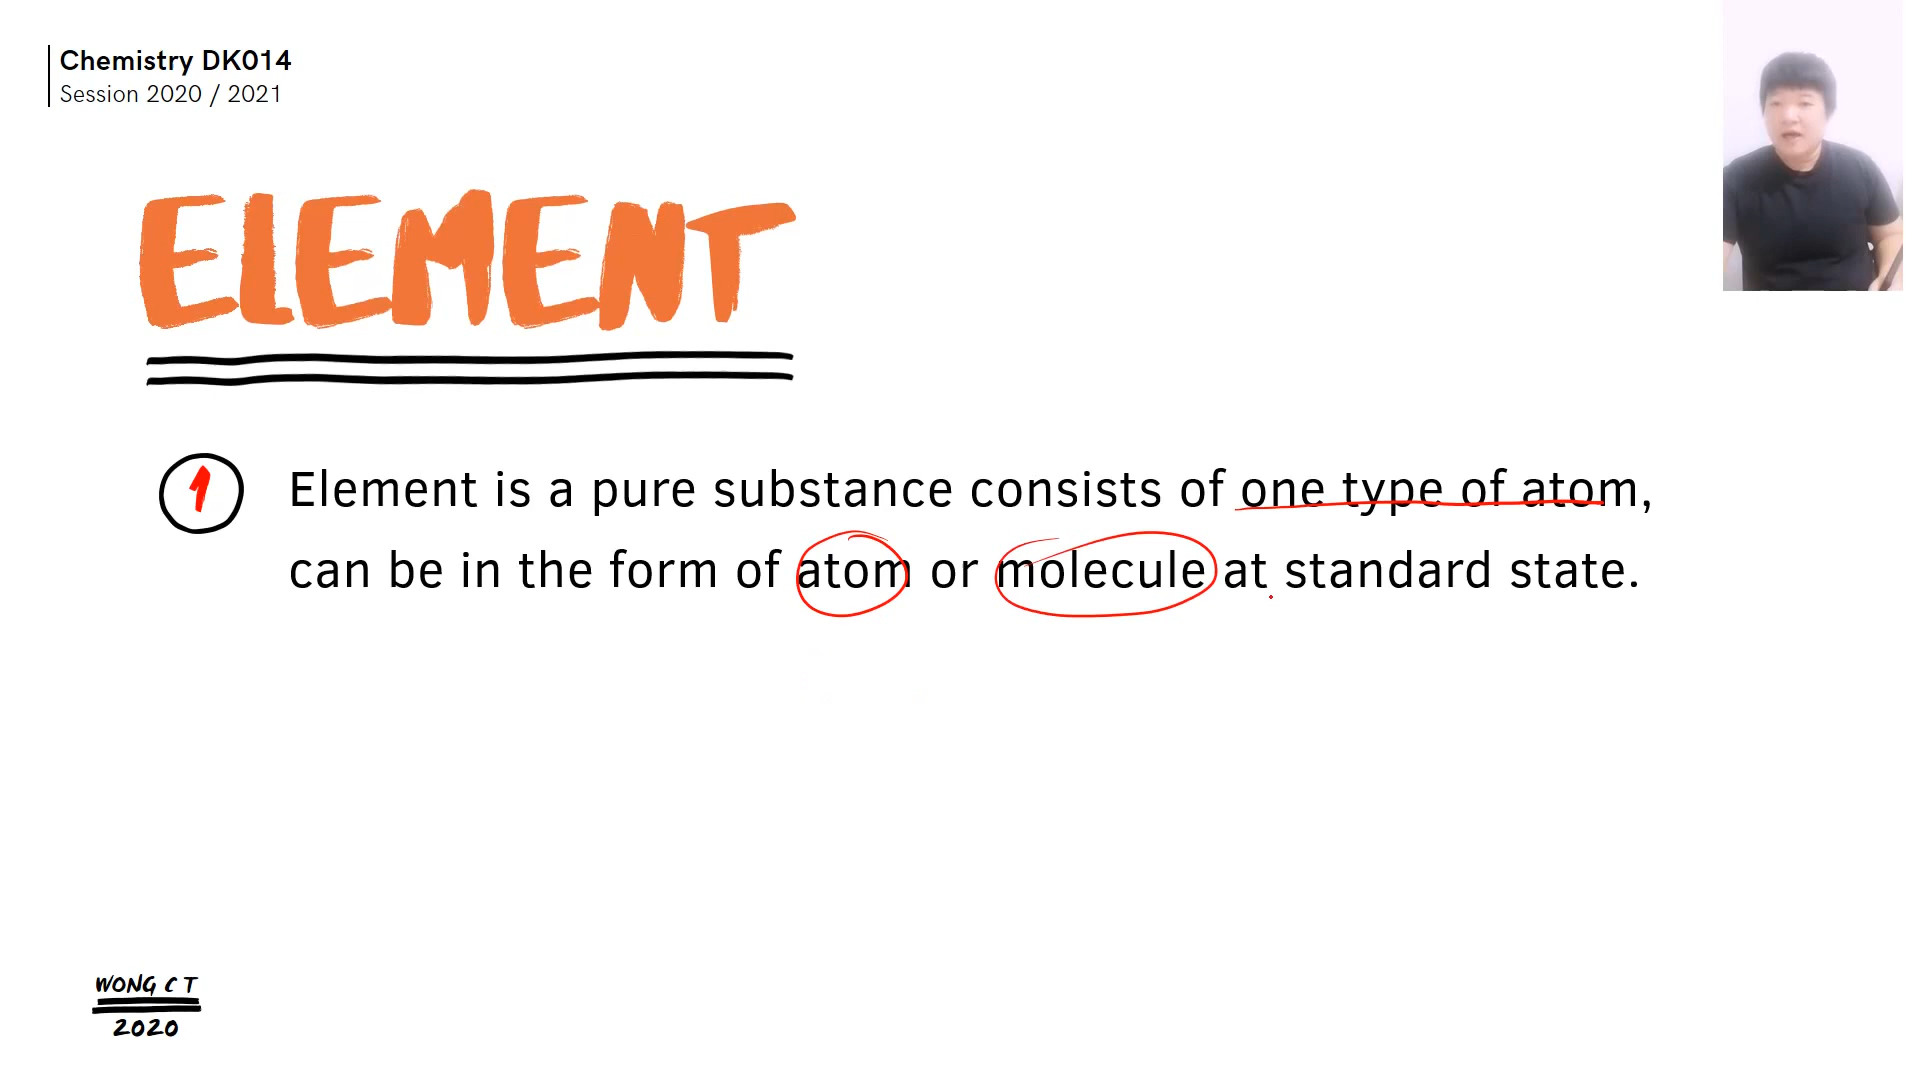 Chemistry DK014
Session 2020 / 2021
ELEMENT
1
Element is a pure substance consists of one type of atom,
can be in the form of atom or molecule at standard state.
WONG C T
2020